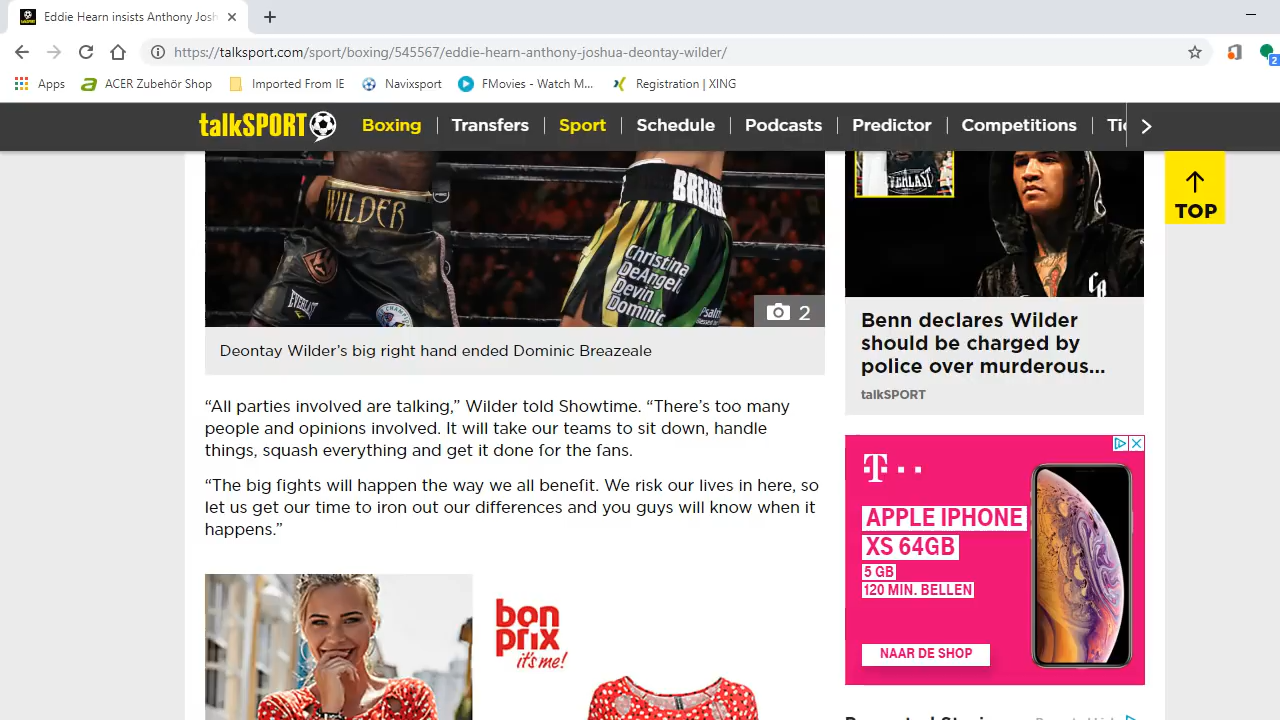 Eddie Hearn insists Anthony Josh
https://talksport.com/sport/boxing/545567/eddie-hearn-anthony-joshua-deontay-wilder/
2
Apps
ACER Zubehör Shop
Imported From IE
Navixsport
FMovies - Watch M...
Registration | XING
talkSPORT
Boxing
Transfers
Sport
Schedule
Podcasts
Predictor
Competitions
WILDER
EVERLAST
CHAMP
BREAZEA
Christina
DeAngel
Devin
Dominic
Psalm
2
EVERLAST
CB
TOP
Deontay Wilder’s big right hand ended Dominic Breazeale
“All parties involved are talking,” Wilder told Showtime. “There’s too many
people and opinions involved. It will take our teams to sit down, handle
things, squash everything and get it done for the fans.
“The big fights will happen the way we all benefit. We risk our lives in here, so
let us get our time to iron out our differences and you guys will know when it
happens.”
bon
prix
it's me!
Benn declares Wilder
should be charged by
police over murderous...
talkSPORT
T
APPLE IPHONE
XS 64GB
5 GB
120 MIN. BELLEN
NAAR DE SHOP